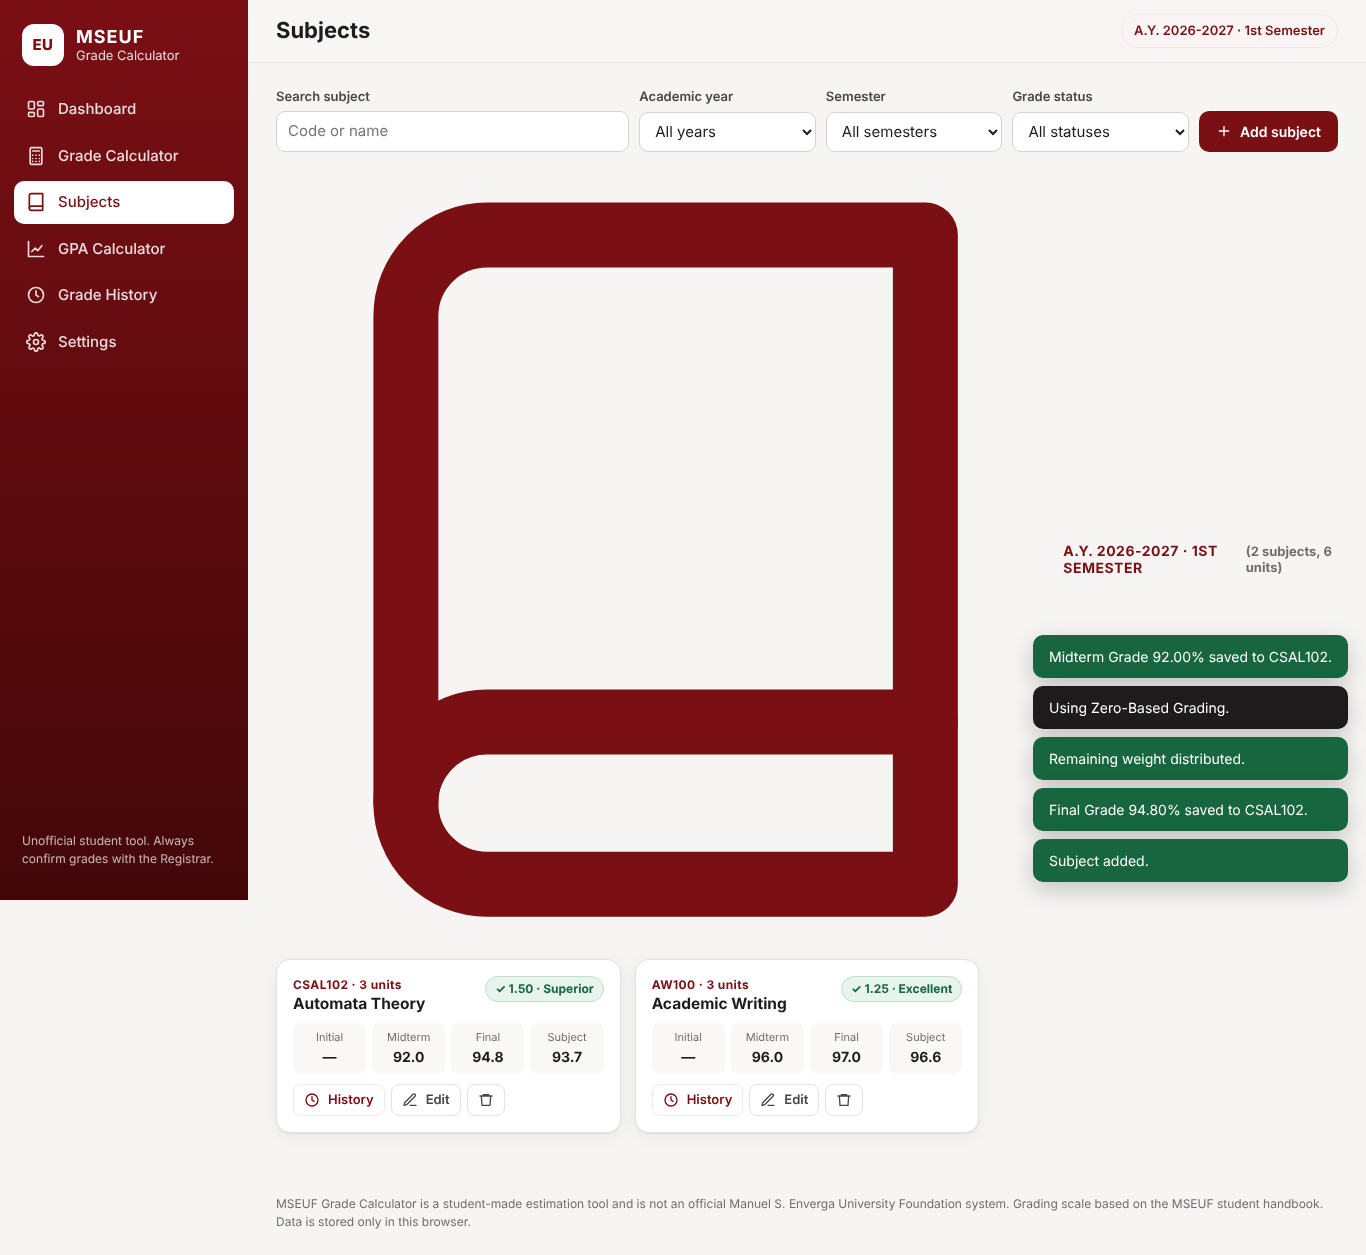 EU
MSEUF
Grade Calculator
Dashboard
Grade Calculator
Subjects
GPA Calculator
Grade History
Settings
Unofficial student tool. Always
confirm grades with the Registrar.
Subjects
A.Y. 2026-2027 · 1st Semester
Search subject
Code or name
Academic year
All years
Semester
All semesters
Grade status
All statuses
+ Add subject
A.Y. 2026-2027 · 1ST
SEMESTER
(2 subjects, 6
units)
Midterm Grade 92.00% saved to CSAL102.
Using Zero-Based Grading.
Remaining weight distributed.
Final Grade 94.80% saved to CSAL102.
Subject added.
CSAL102 · 3 units
Automata Theory
✓ 1.50 · Superior
Initial
—
Midterm
92.0
Final
94.8
Subject
93.7
History
Edit
AW100 · 3 units
Academic Writing
✓ 1.25 · Excellent
Initial
—
Midterm
96.0
Final
97.0
Subject
96.6
History
Edit
MSEUF Grade Calculator is a student-made estimation tool and is not an official Manuel S. Enverga University Foundation system. Grading scale based on the MSEUF student handbook.
Data is stored only in this browser.